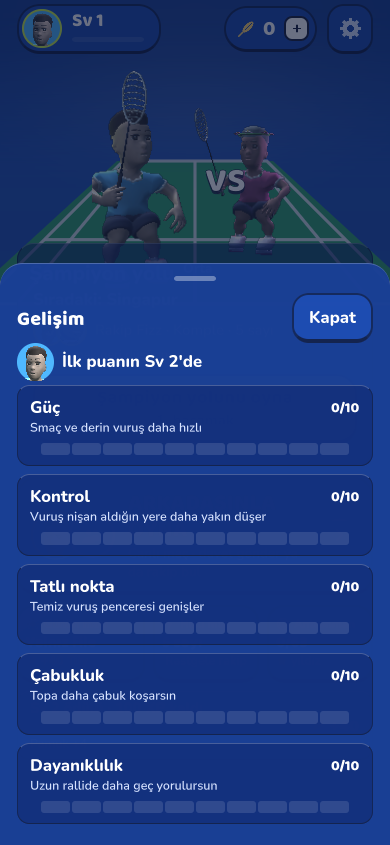 Sv 1
0
+
VS
Gelişim
Kapat
İlk puanın Sv 2'de
Güç
0/10
Smaç ve derin vuruş daha hızlı
Kontrol
0/10
Vuruş nişan aldığın yere daha yakın düşer
Tatlı nokta
0/10
Temiz vuruş penceresi genişler
Çabukluk
0/10
Topa daha çabuk koşarsın
Dayanıklılık
0/10
Uzun rallide daha geç yorulursun